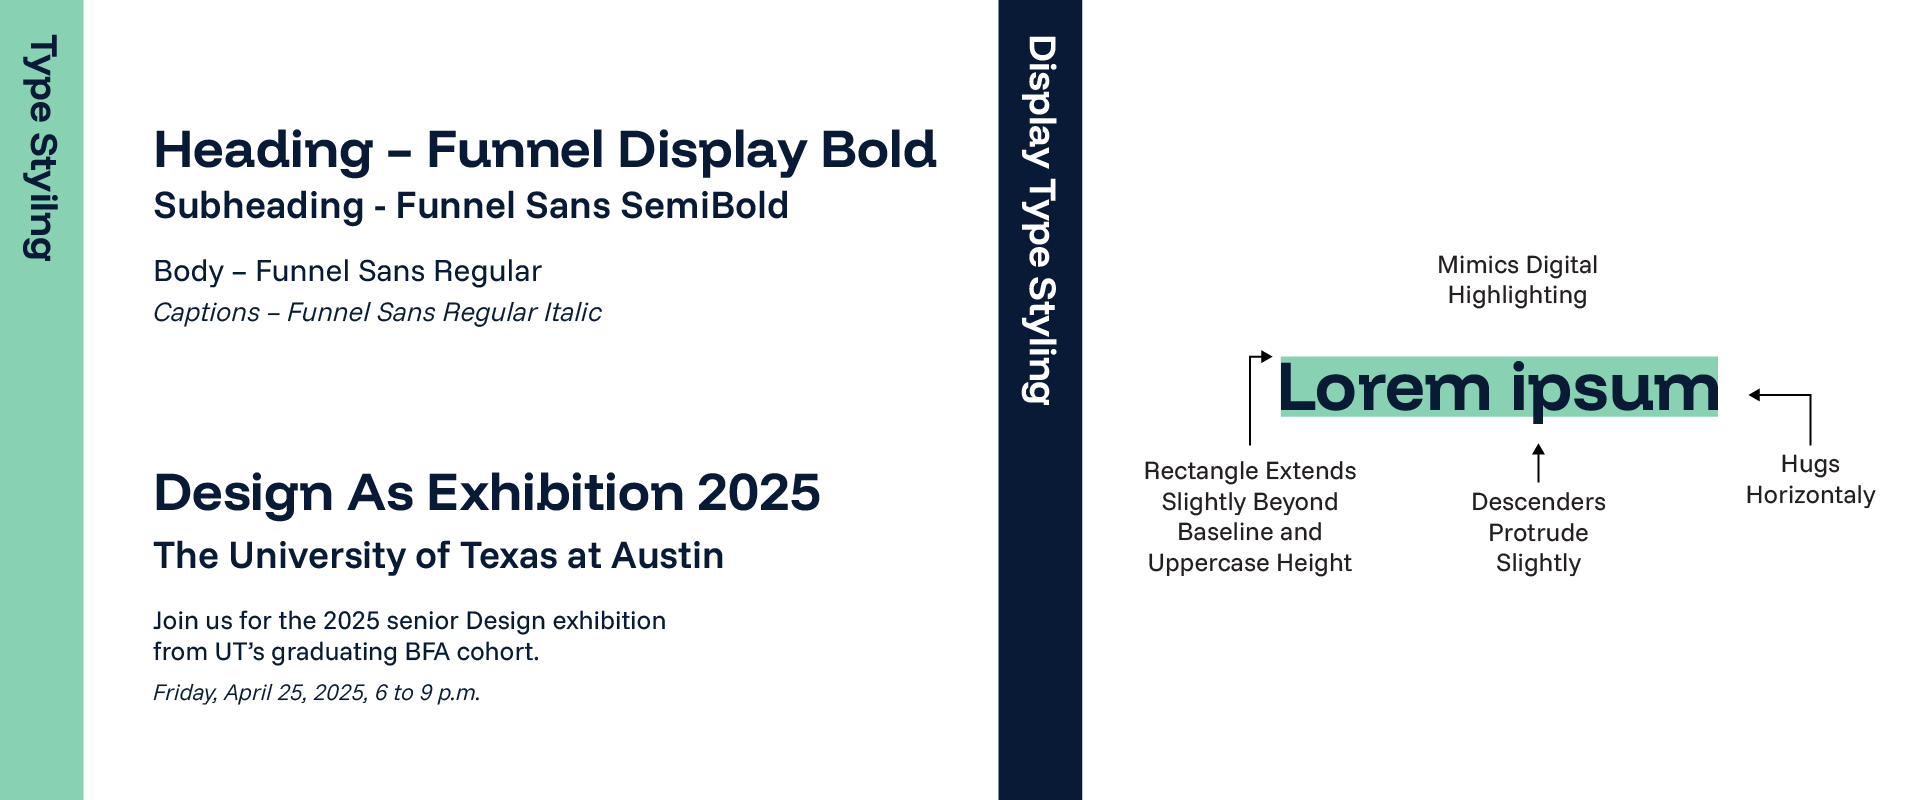 Type Styling
Heading – Funnel Display Bold
Subheading - Funnel Sans SemiBold
Body – Funnel Sans Regular
Captions – Funnel Sans Regular Italic
Design As Exhibition 2025
The University of Texas at Austin
Join us for the 2025 senior Design exhibition
from UT’s graduating BFA cohort.
Friday, April 25, 2025, 6 to 9 p.m.
Display Type Styling
Mimics Digital
Highlighting
Lorem ipsum
Rectangle Extends
Slightly Beyond
Baseline and
Uppercase Height
Descenders
Protrude
Slightly
Hugs
Horizontaly